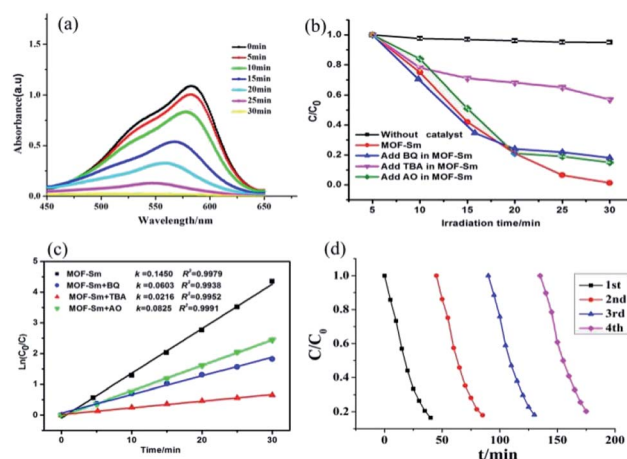 (a)
0min
5min
10min
15min
20min
25min
30min
Absorbance(a.u)
1.5
1.0
0.5
0.0
450
500
550
600
650
Wavelength/nm
(b)
C/C0
1.0
0.8
0.6
0.4
0.2
0.0
Without catalyst
MOF-Sm
Add BQ in MOF-Sm
Add TBA in MOF-Sm
Add AO in MOF-Sm
5
10
15
20
25
30
Irradiation time/min
(c)
MOF-Sm k =0.1450 R²=0.9979
MOF-Sm+BQ k =0.0603 R²=0.9938
MOF-Sm+TBA k =0.0216 R²=0.9952
MOF-Sm+AO k =0.0825 R²=0.9991
Ln(C0/C)
5
4
3
2
1
0
0
10
20
30
Time/min
(d)
1st
2nd
3rd
4th
C/C0
1.0
0.8
0.6
0.4
0.2
0
50
100
150
200
t/min